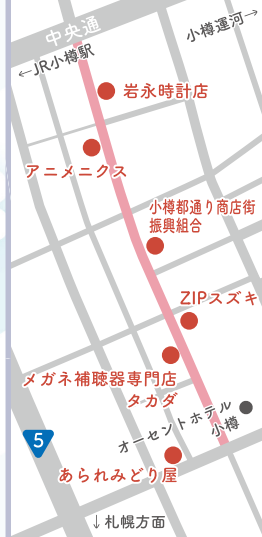 中央通
小樽運河→
←JR小樽駅
岩永時計店
アニメニクス
小樽都通り商店街
振興組合
ZIPスズキ
メガネ補聴器専門店
タカダ
オーセントホテル
小樽
5
あられみどり屋
↓札幌方面